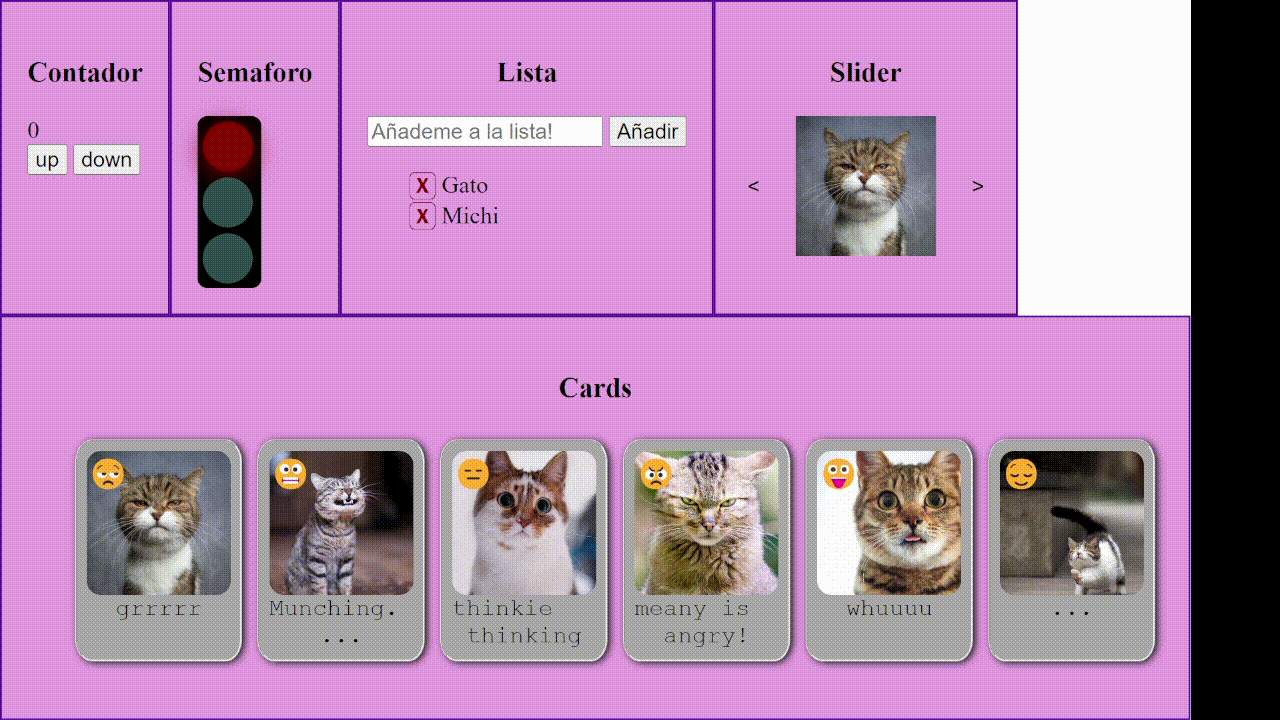 Contador
0
up down
Semaforo
Lista
Añademe a la lista! Añadir
X Gato
X Michi
Slider
< >
Cards
grrrrr
Munching.
...
thinkie
thinking
meany is
angry!
whuuuu
...